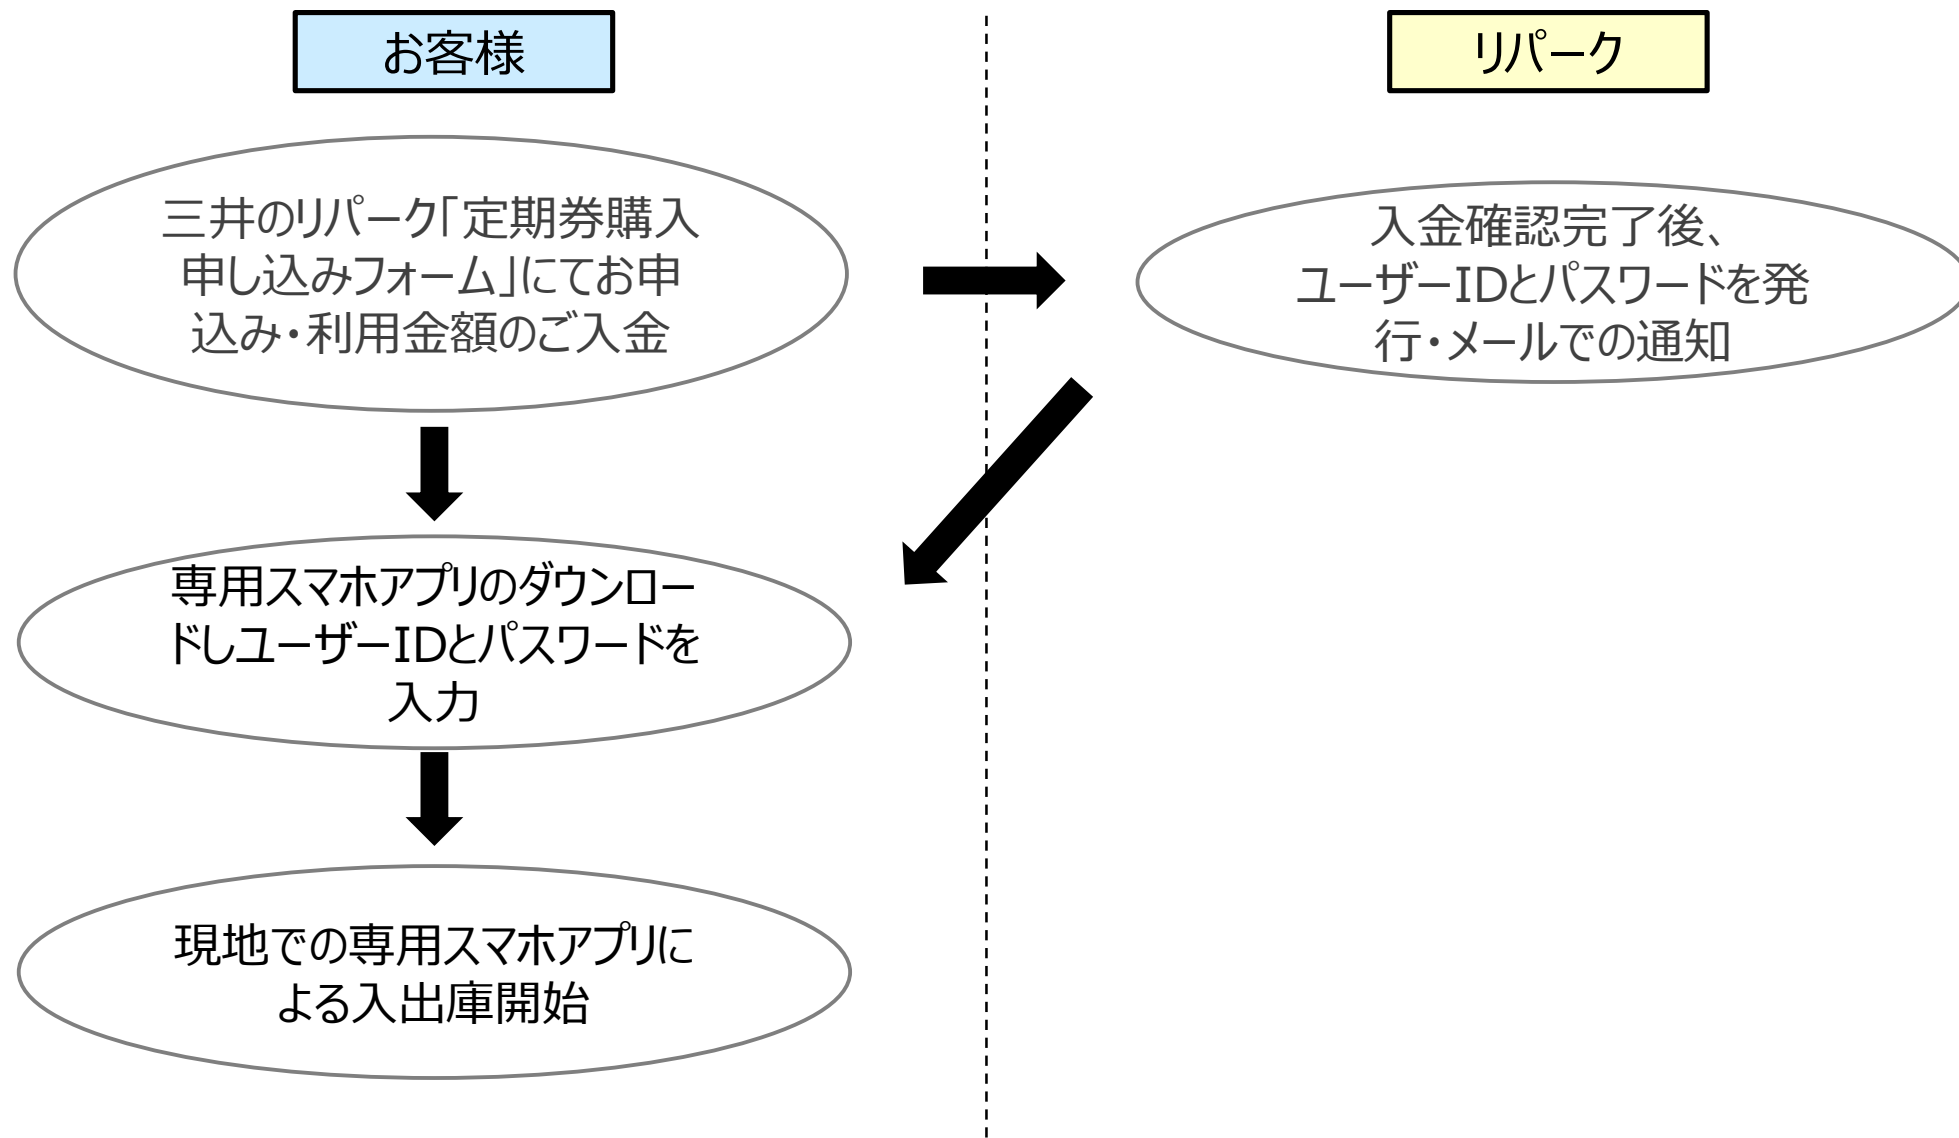 お客様
リパーク
三井のリパーク「定期券購入
申し込みフォーム」にてお申
込み・利用金額のご入金
入金確認完了後、
ユーザーIDとパスワードを発
行・メールでの通知
専用スマホアプリのダウンロー
ドしユーザーIDとパスワードを
入力
現地での専用スマホアプリに
よる入出庫開始